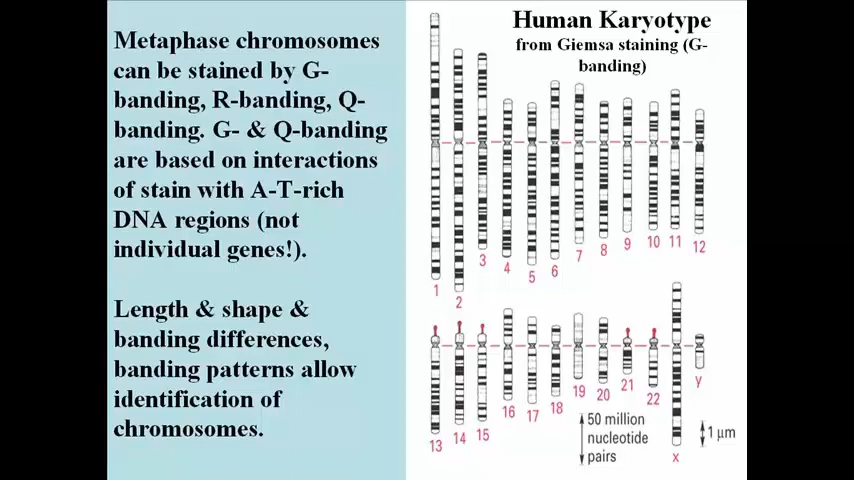 Metaphase chromosomes
can be stained by G-
banding, R-banding, Q-
banding. G- & Q-banding
are based on interactions
of stain with A-T-rich
DNA regions (not
individual genes!).
Length & shape &
banding differences,
banding patterns allow
identification of
chromosomes.
Human Karyotype
from Giemsa staining (G-
banding)
1 2 3 4 5 6 7 8 9 10 11 12
13 14 15 16 17 18 19 20 21 22 x y
50 million
nucleotide
pairs
1 µm